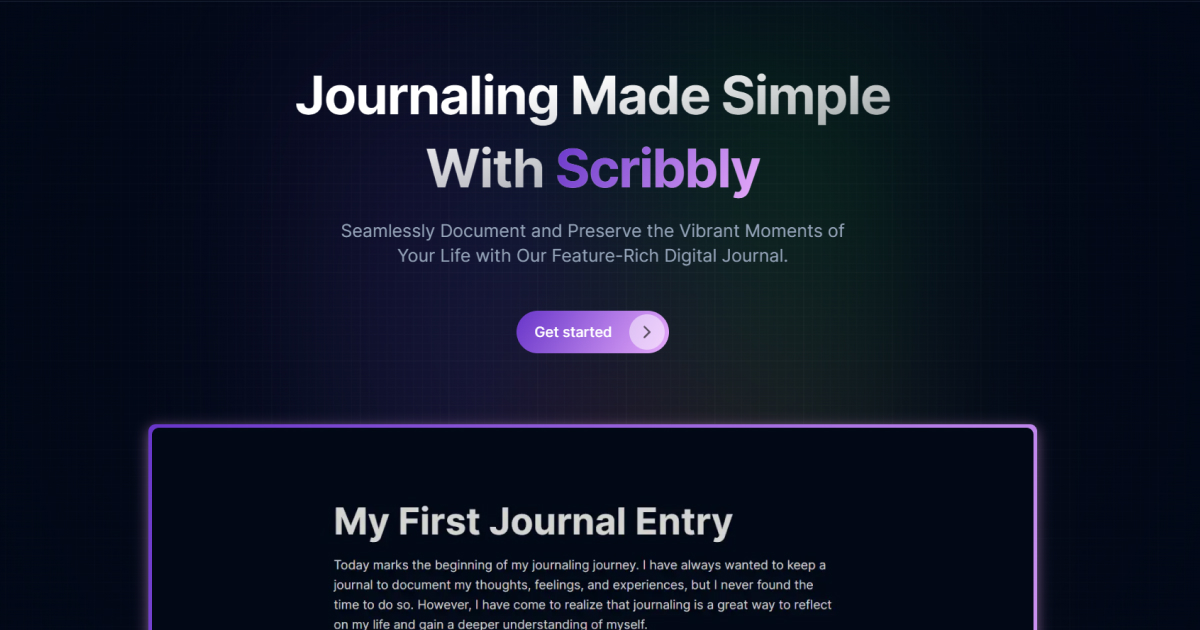 Journaling Made Simple
With Scribbly
Seamlessly Document and Preserve the Vibrant Moments of
Your Life with Our Feature-Rich Digital Journal.
Get started
My First Journal Entry
Today marks the beginning of my journaling journey. I have always wanted to keep a
journal to document my thoughts, feelings, and experiences, but I never found the
time to do so. However, I have come to realize that journaling is a great way to reflect
on my life and gain a deeper understanding of myself.